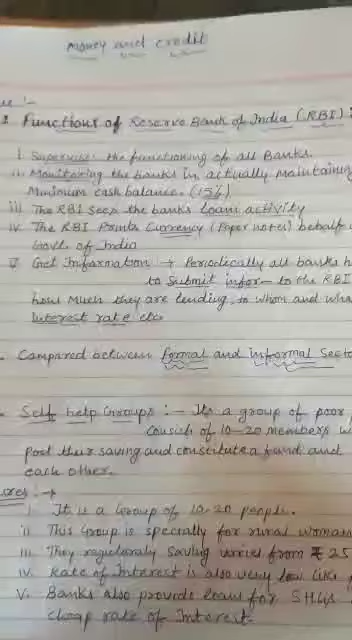 Money and credit
ue :-
Functions of Reserve Bank of India (RBI) :
i. Supervise the functioning of all Banks.
ii. Monitoring the banks in actually maintaining
Minimum cash balance. (15%)
iii The RBI Sees the banks loan activity
iv. The RBI Prints Currency (Paper notes) behalf
Govt. of India
v Get Information → Periodically all banks h
to submit infor- to the RBI
how Much they are lending, to whom and wha
Interest rate etc.
Compared between formal and informal Secto
Self help Groups :- Its a group of poor
Consist of 10-20 members w
Pool their saving and constitute a fund and
each other.
ures :→
i. It is a Group of 10-20 people.
ii This Group is specially for rural woman
iii. They regularaly Saving varies from ₹ 25
iv. Rate of Interest is also very low like
v. Banks also provide loan for SHGs
cheap rate of Interest.